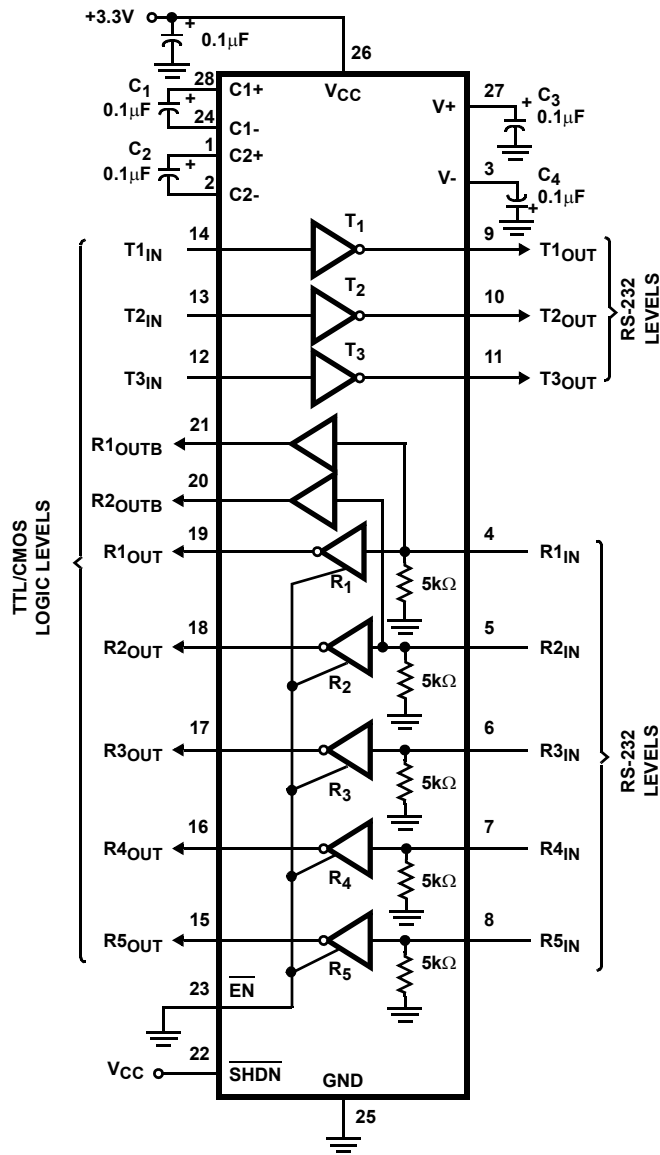 +3.3V
+
0.1µF
26
VCC
28
C1+
C1
0.1µF
+
24
C1-
1
C2+
C2
0.1µF
+
2
C2-
27
V+
+
C3
0.1µF
3
V-
C4
0.1µF
+
T1IN
14
T1
9
T1OUT
T2IN
13
T2
10
T2OUT
T3IN
12
T3
11
T3OUT
RS-232
LEVELS
R1OUTB
21
R2OUTB
20
R1OUT
19
R1
5kΩ
4
R1IN
R2OUT
18
R2
5kΩ
5
R2IN
R3OUT
17
R3
5kΩ
6
R3IN
R4OUT
16
R4
5kΩ
7
R4IN
R5OUT
15
R5
5kΩ
8
R5IN
TTL/CMOS
LOGIC LEVELS
RS-232
LEVELS
23
EN
VCC
22
SHDN
GND
25